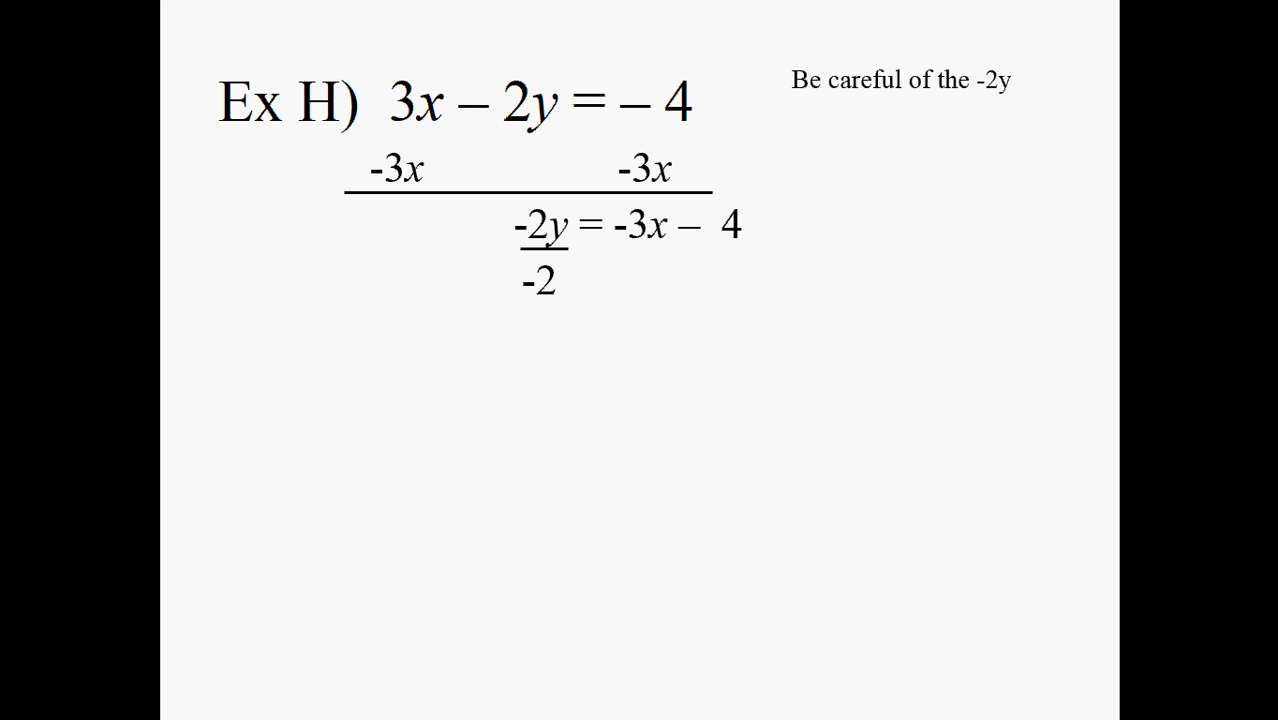 Ex H) 3x – 2y = – 4
Be careful of the -2y
-3x -3x
-2y = -3x – 4
-2